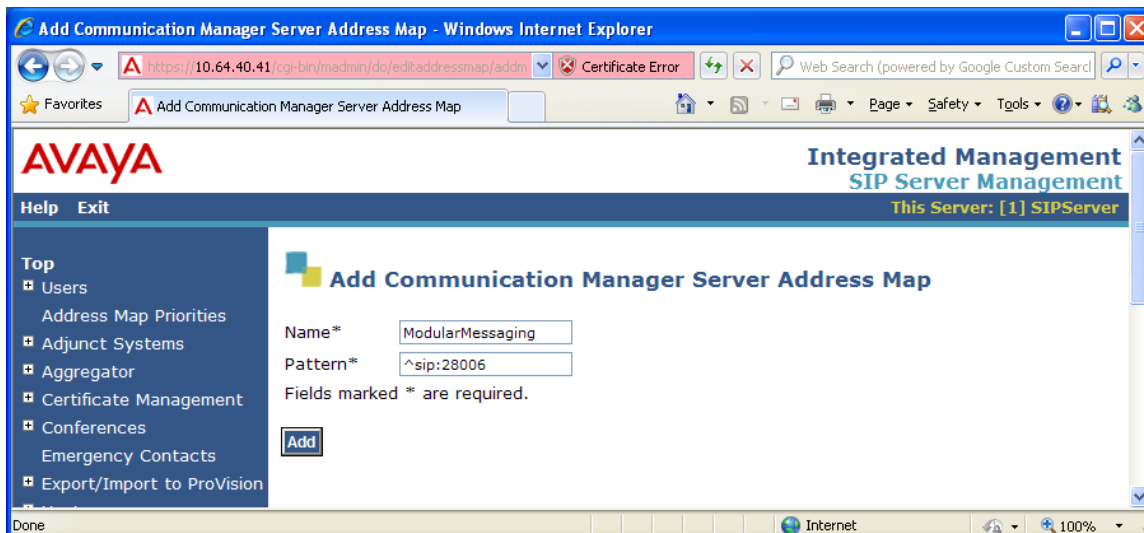 Add Communication Manager Server Address Map - Windows Internet Explorer
https://10.64.40.41/cgi-bin/madmin/do/editaddressmap/addm
Certificate Error
Web Search (powered by Google Custom Searcl
Favorites
Add Communication Manager Server Address Map
Page
Safety
Tools
AVAYA
Integrated Management
SIP Server Management
Help Exit
This Server: [1] SIPServer
Top
Users
Address Map Priorities
Adjunct Systems
Aggregator
Certificate Management
Conferences
Emergency Contacts
Export/Import to ProVision
Add Communication Manager Server Address Map
Name* ModularMessaging
Pattern* ^sip:28006
Fields marked * are required.
Add
Done
Internet
100%